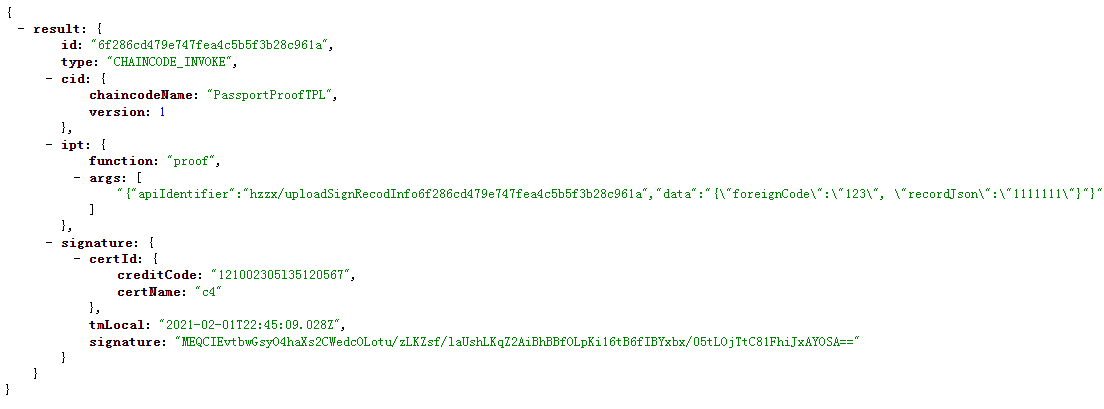 {
- result: {
id: "6f286cd479e747fea4c5b5f3b28c961a",
type: "CHAINCODE_INVOKE",
- cid: {
chaincodeName: "PassportProofTPL",
version: 1
},
- ipt: {
function: "proof",
- args: [
"{"apiIdentifier":"hzzx/uploadSignRecodInfo6f286cd479e747fea4c5b5f3b28c961a","data":"{\"foreignCode\":\"123\", \"recordJson\":\"1111111\"}"}"
]
},
- signature: {
- certId: {
creditCode: "121002305l35120567",
certName: "c4"
},
tmLocal: "2021-02-01T22:45:09.028Z",
signature: "MEQCIEvtbwGsyO4haXs2CWedcOLotu/zLKZsf/laUshLKqZ2AiBhBBfOLpKi16tB6fIBYxbx/05tLOjTtC81FhiJxAYOSA=="
}
}
}